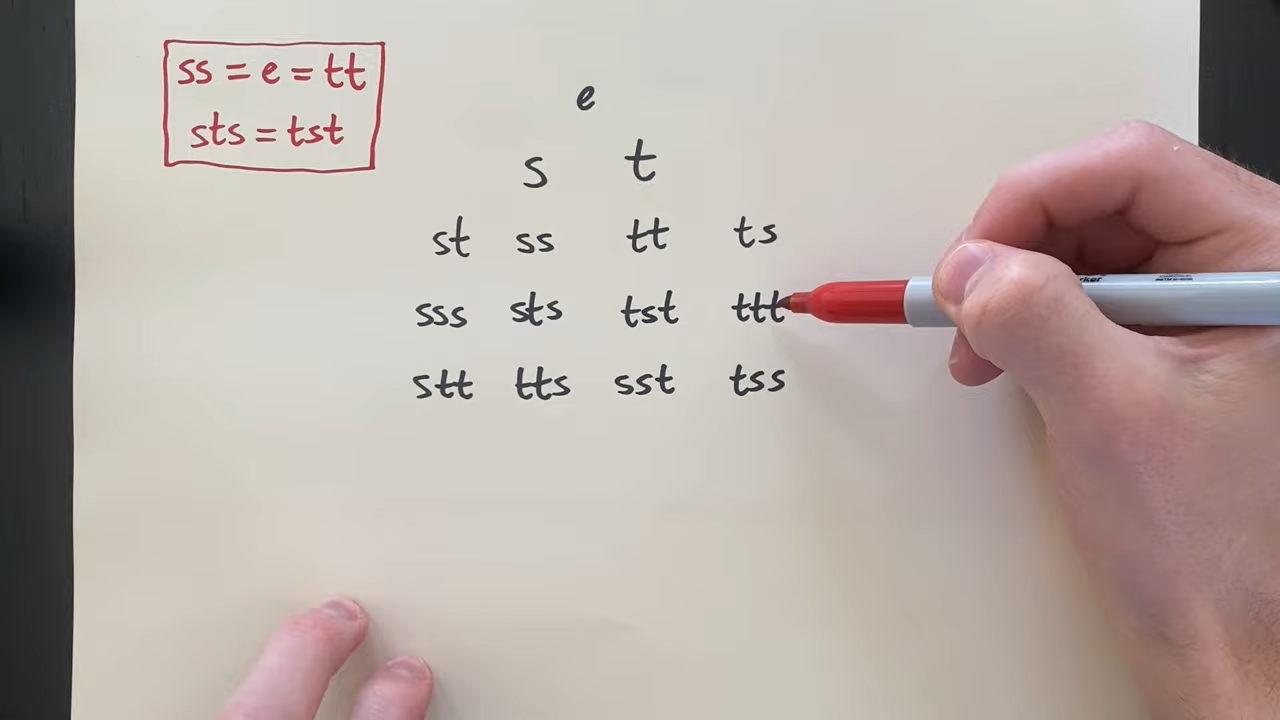 ss = e = tt
sts = tst
e
s t
st ss tt ts
sss sts tst ttt
stt tts sst tss